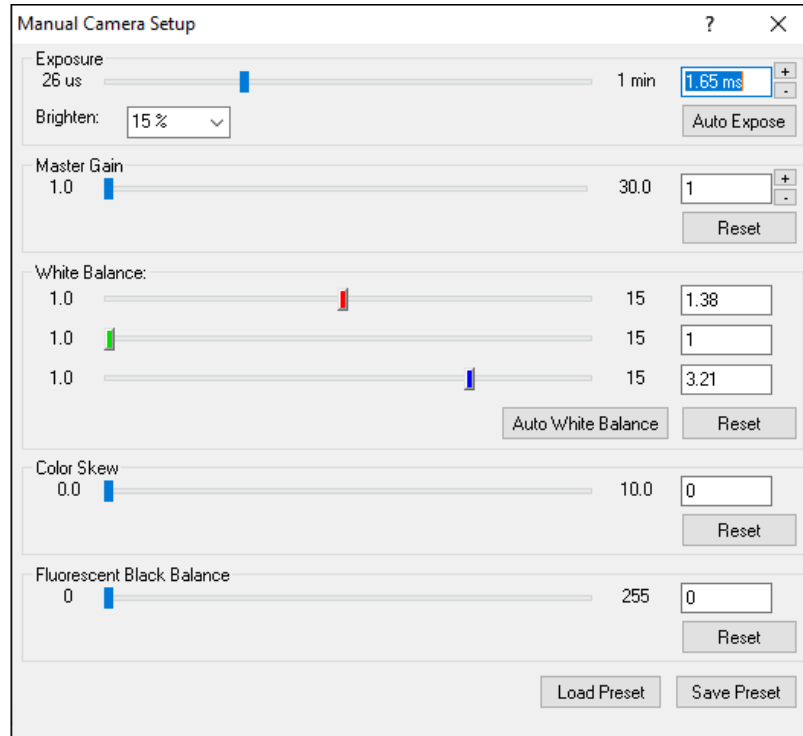 Manual Camera Setup ? ×
Exposure
26 us 1 min 1.65 ms + -
Brighten: 15 % Auto Expose
Master Gain
1.0 30.0 1 + -
Reset
White Balance:
1.0 15 1.38
1.0 15 1
1.0 15 3.21
Auto White Balance Reset
Color Skew
0.0 10.0 0
Reset
Fluorescent Black Balance
0 255 0
Reset
Load Preset Save Preset